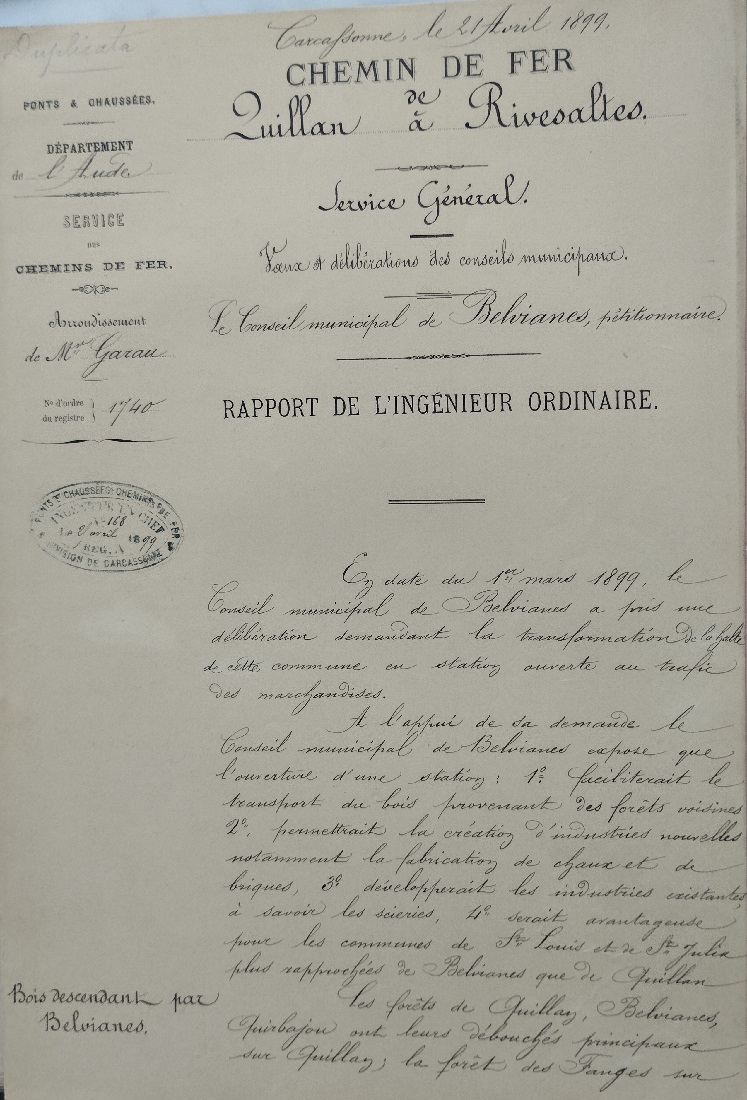 Duplicata
Carcassonne, le 21 Avril 1899.
PONTS & CHAUSSÉES.
DÉPARTEMENT
de l'Aude
SERVICE
DES
CHEMINS DE FER.
Arrondissement
de Mr Garau
N° d'ordre
du registre } 1740
PONTS & CHAUSSÉES - CHEMINS DE FER
INGÉNIEUR EN CHEF
N° 168
1899
REG. A
DIVISION DE CARCASSONNE
CHEMIN DE FER
de
Quillan à Rivesaltes.
Service Général.
Vœux et délibérations des conseils municipaux.
Le Conseil municipal de Belvianes, pétitionnaire.
RAPPORT DE L'INGÉNIEUR ORDINAIRE.
En date du 1er mars 1899, le
Conseil municipal de Belvianes a pris une
délibération demandant la transformation de la halte
de cette commune en station ouverte au trafic
des marchandises.
A l'appui de sa demande le
Conseil municipal de Belvianes expose que
l'ouverture d'une station : 1° faciliterait le
transport du bois provenant des forêts voisines
2°, permettrait la création d'industries nouvelles
notamment la fabrication de chaux et de
briques, 3° développerait les industries existantes,
à savoir les scieries, 4° serait avantageuse
pour les communes de St Louis et de St Julia
plus rapprochées de Belvianes que de Quillan
Bois descendant par
Belvianes.
Les forêts de Quillan, Belvianes,
Quirbajou ont leurs débouchés principaux
sur Quillan ; la forêt des Fanges sur